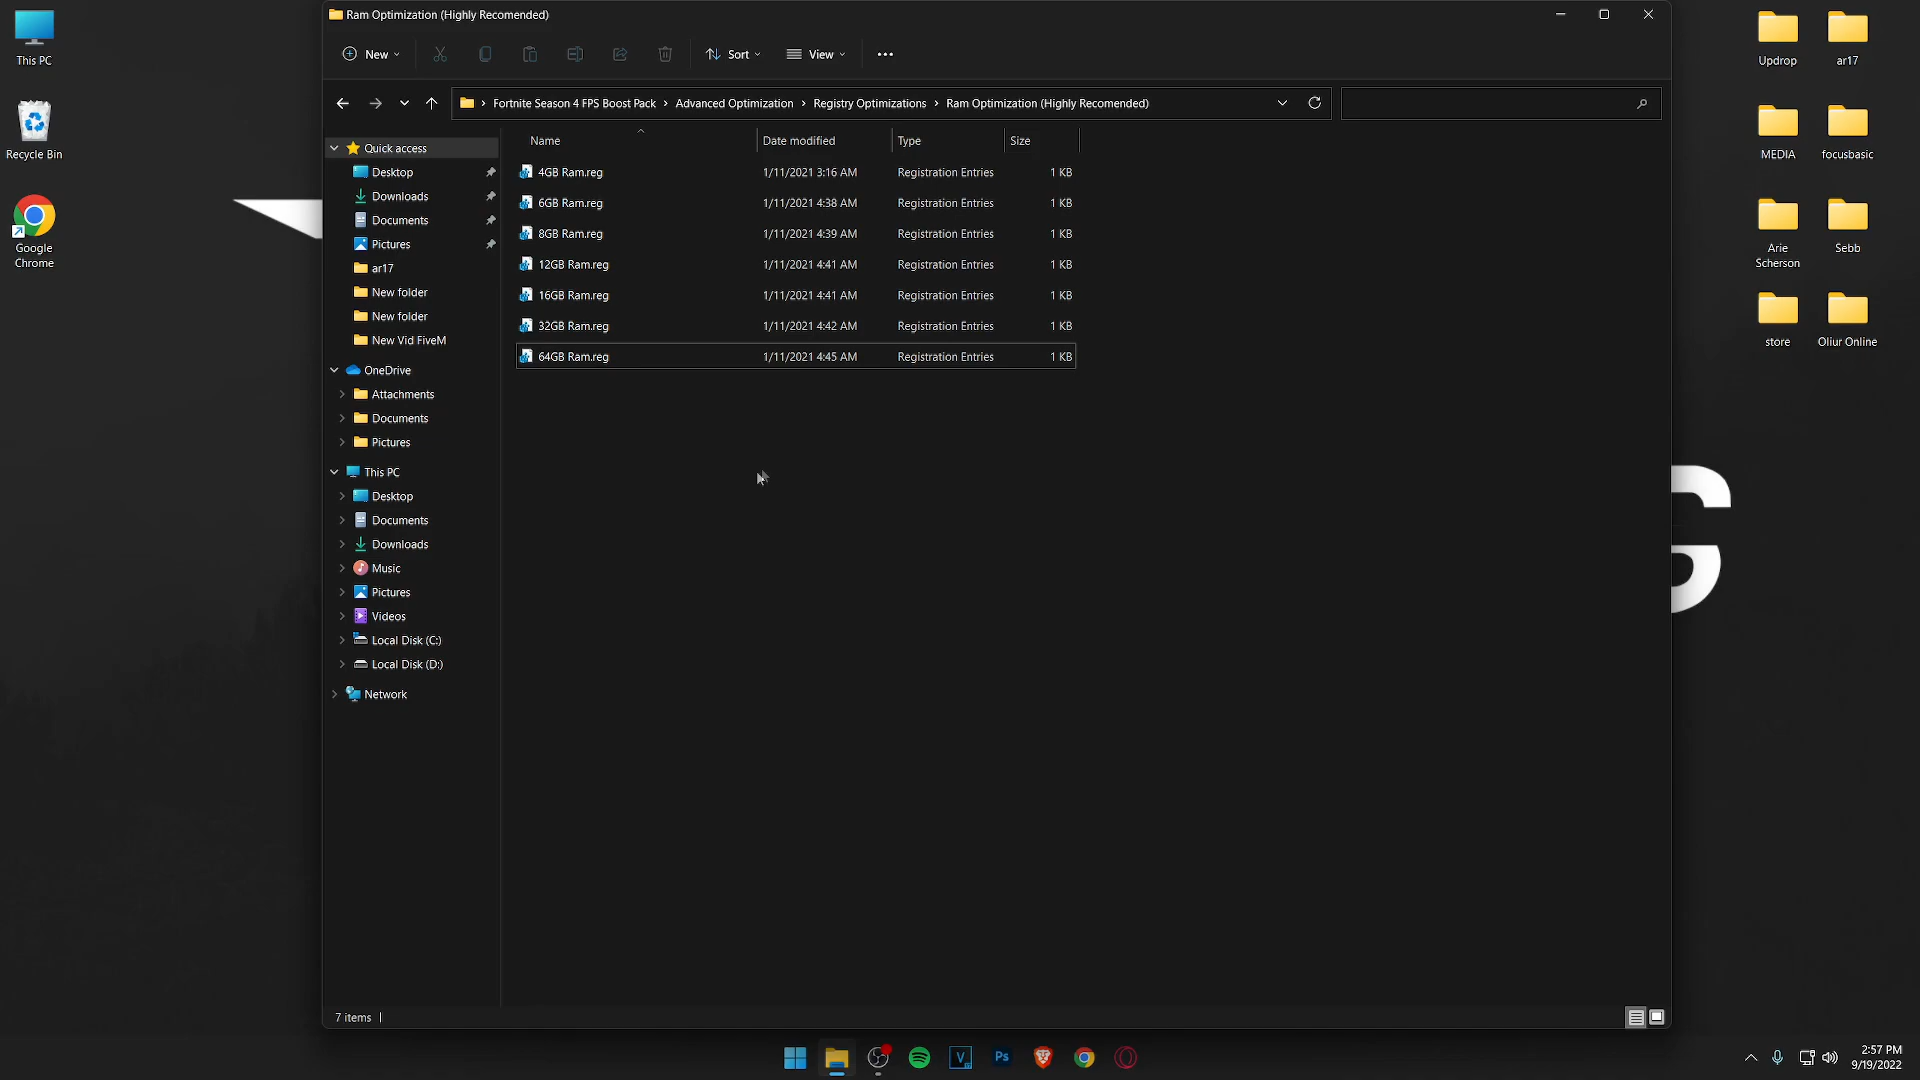 Ram Optimization (Highly Recomended)
New
Sort
View
Fortnite Season 4 FPS Boost Pack > Advanced Optimization > Registry Optimizations > Ram Optimization (Highly Recomended)
Name Date modified Type Size
4GB Ram.reg 1/11/2021 3:16 AM Registration Entries 1 KB
6GB Ram.reg 1/11/2021 4:38 AM Registration Entries 1 KB
8GB Ram.reg 1/11/2021 4:39 AM Registration Entries 1 KB
12GB Ram.reg 1/11/2021 4:41 AM Registration Entries 1 KB
16GB Ram.reg 1/11/2021 4:41 AM Registration Entries 1 KB
32GB Ram.reg 1/11/2021 4:42 AM Registration Entries 1 KB
64GB Ram.reg 1/11/2021 4:45 AM Registration Entries 1 KB
Quick access
Desktop
Downloads
Documents
Pictures
ar17
New folder
New folder
New Vid FiveM
OneDrive
Attachments
Documents
Pictures
This PC
Desktop
Documents
Downloads
Music
Pictures
Videos
Local Disk (C:)
Local Disk (D:)
Network
7 items
This PC
Recycle Bin
Google
Chrome
Updrop
ar17
MEDIA
focusbasic
Arie
Scherson
Sebb
store
Oliur Online
G
V
Ps
2:57 PM
9/19/2022